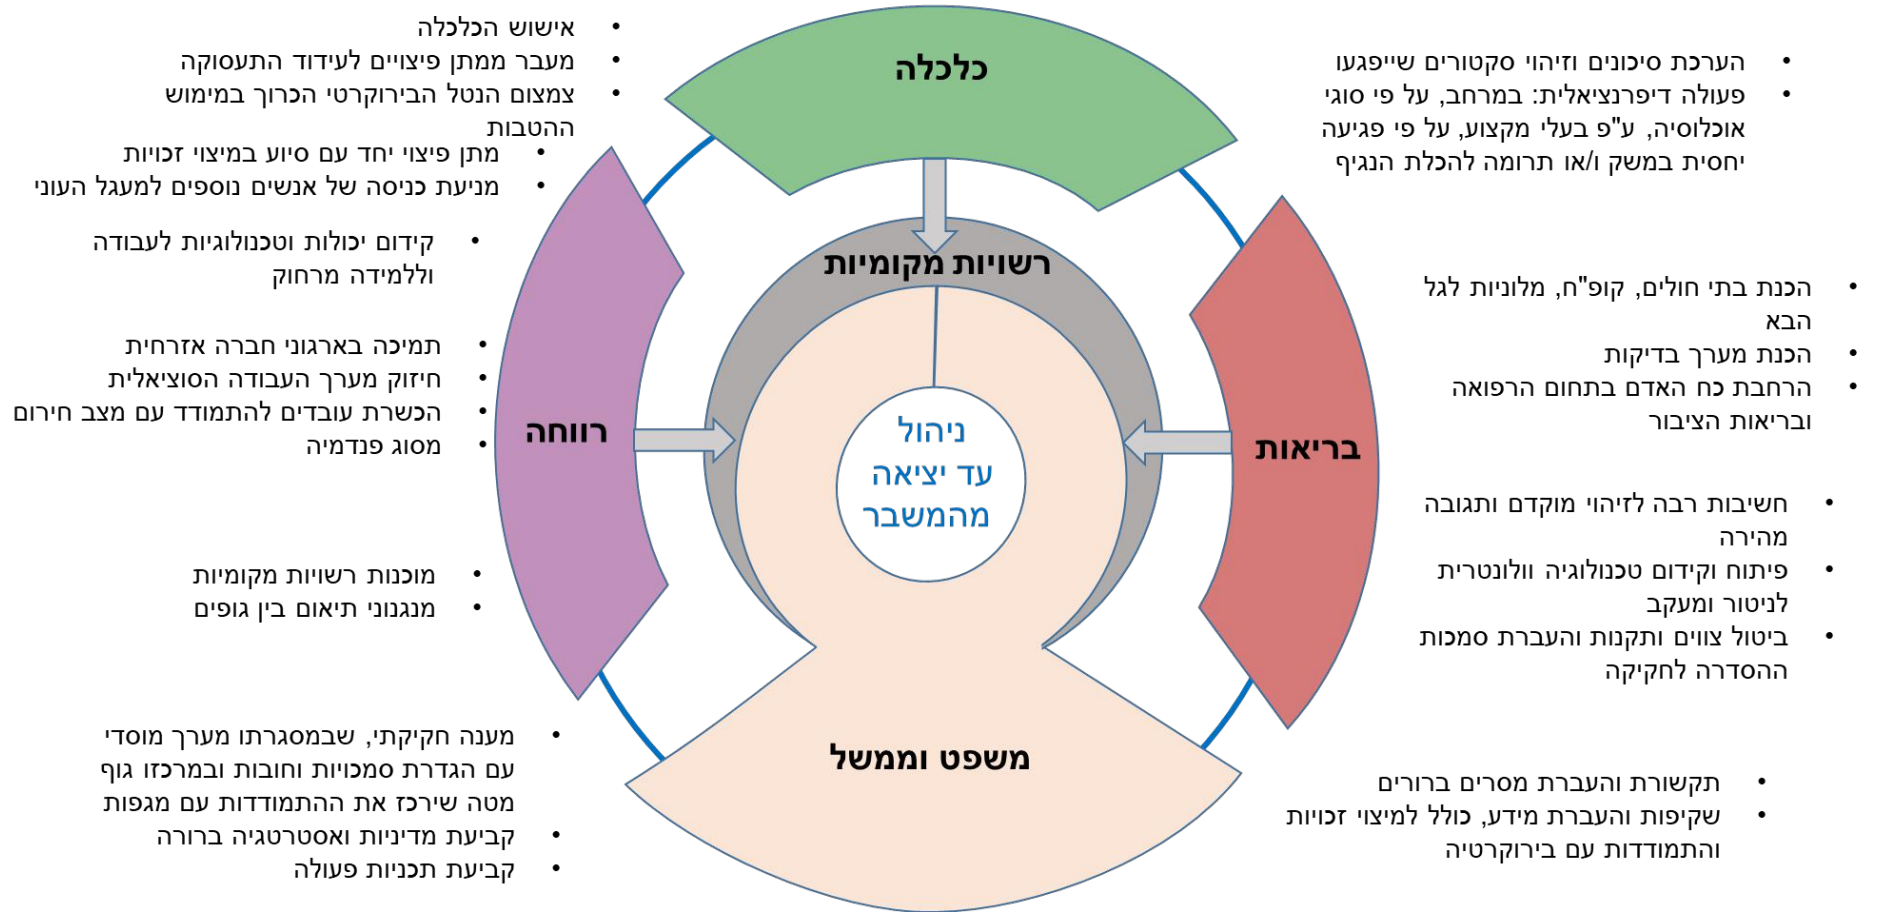 כלכלה
• הערכת סיכונים וזיהוי סקטורים שייפגעו
• פעולה דיפרנציאלית: במרחב, על פי סוגי
אוכלוסיה, ע"פ בעלי מקצוע, על פי פגיעה
יחסית במשק ו/או תרומה להכלת הנגיף
• הכנת בתי חולים, קופ"ח, מלוניות לגל
הבא
• הכנת מערך בדיקות
• הרחבת כח האדם בתחום הרפואה
ובריאות הציבור
בריאות
• חשיבות רבה לזיהוי מוקדם ותגובה
מהירה
• פיתוח וקידום טכנולוגיה וולונטרית
לניטור ומעקב
• ביטול צווים ותקנות והעברת סמכות
ההסדרה לחקיקה
• תקשורת והעברת מסרים ברורים
• שקיפות והעברת מידע, כולל למיצוי זכויות
והתמודדות עם בירוקרטיה
רשויות מקומיות
ניהול
עד יציאה
מהמשבר
משפט וממשל
• אישוש הכלכלה
• מעבר ממתן פיצויים לעידוד התעסוקה
• צמצום הנטל הבירוקרטי הכרוך במימוש
ההטבות
• מתן פיצוי יחד עם סיוע במיצוי זכויות
• מניעת כניסה של אנשים נוספים למעגל העוני
• קידום יכולות וטכנולוגיות לעבודה
וללמידה מרחוק
• תמיכה בארגוני חברה אזרחית
• חיזוק מערך העבודה הסוציאלית
• הכשרת עובדים להתמודד עם מצב חירום
• מסוג פנדמיה
רווחה
• מוכנות רשויות מקומיות
• מנגנוני תיאום בין גופים
• מענה חקיקתי, שבמסגרתו מערך מוסדי
עם הגדרת סמכויות וחובות ובמרכזו גוף
מטה שירכז את ההתמודדות עם מגפות
• קביעת מדיניות ואסטרטגיה ברורה
• קביעת תכניות פעולה